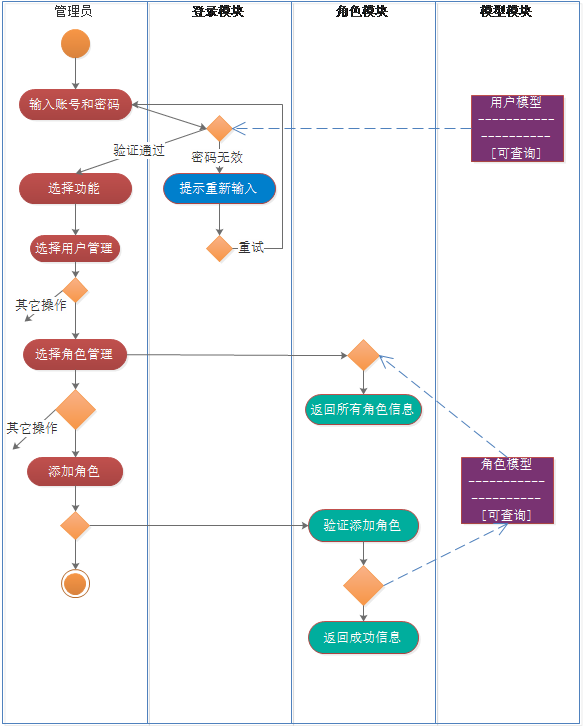 管理员
登录模块
角色模块
模型模块
输入账号和密码
用户模型
------------
-----------
[可查询]
验证通过
密码无效
选择功能
提示重新输入
选择用户管理
重试
其它操作
选择角色管理
返回所有角色信息
其它操作
添加角色
角色模型
------------
-----------
[可查询]
验证添加角色
返回成功信息